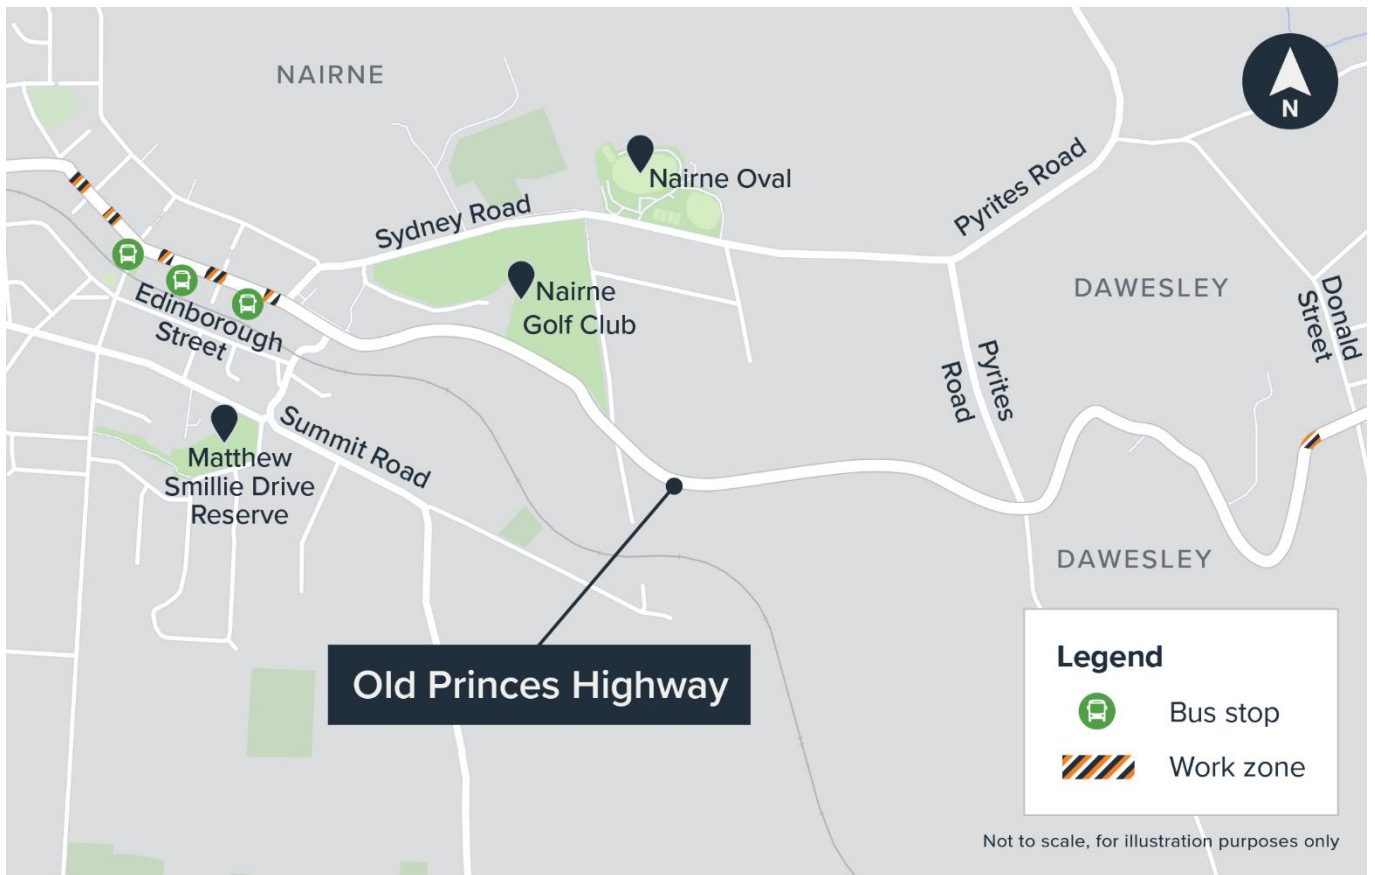 NAIRNE
N
Nairne Oval
Pyrites Road
Sydney Road
DAWESLEY
Nairne
Golf Club
Donald
Street
Edinborough
Street
Pyrites
Road
Summit Road
Matthew
Smillie Drive
Reserve
DAWESLEY
Old Princes Highway
Legend
Bus stop
Work zone
Not to scale, for illustration purposes only